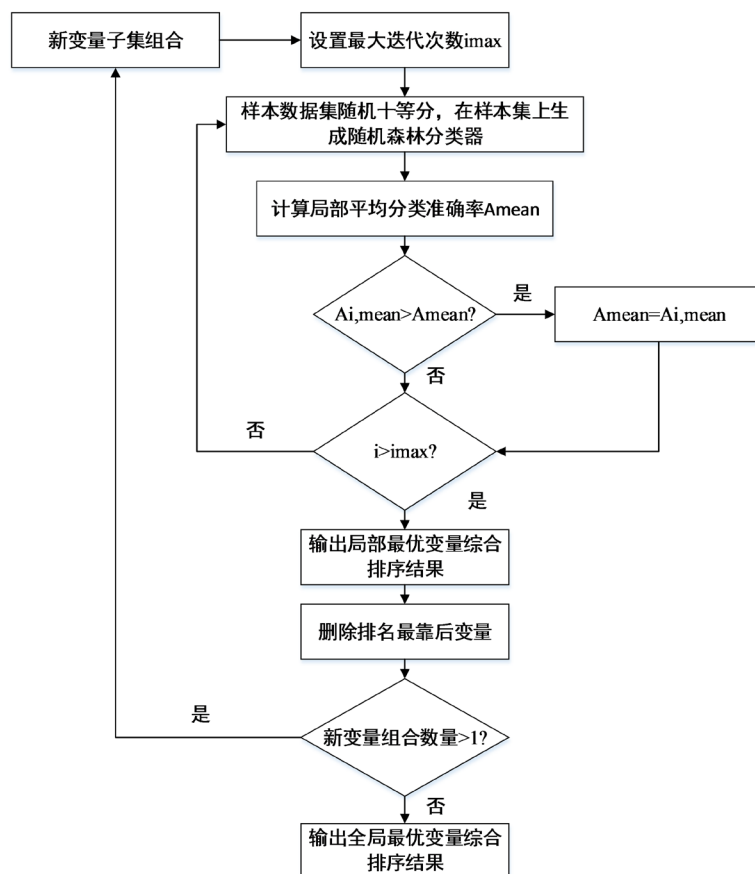 新变量子集组合
设置最大迭代次数imax
样本数据集随机十等分，在样本集上生
成随机森林分类器
计算局部平均分类准确率Amean
Ai,mean>Amean?
是
Amean=Ai,mean
否
否
i>imax?
是
输出局部最优变量综合
排序结果
删除排名最靠后变量
是
新变量组合数量>1?
否
输出全局最优变量综合
排序结果